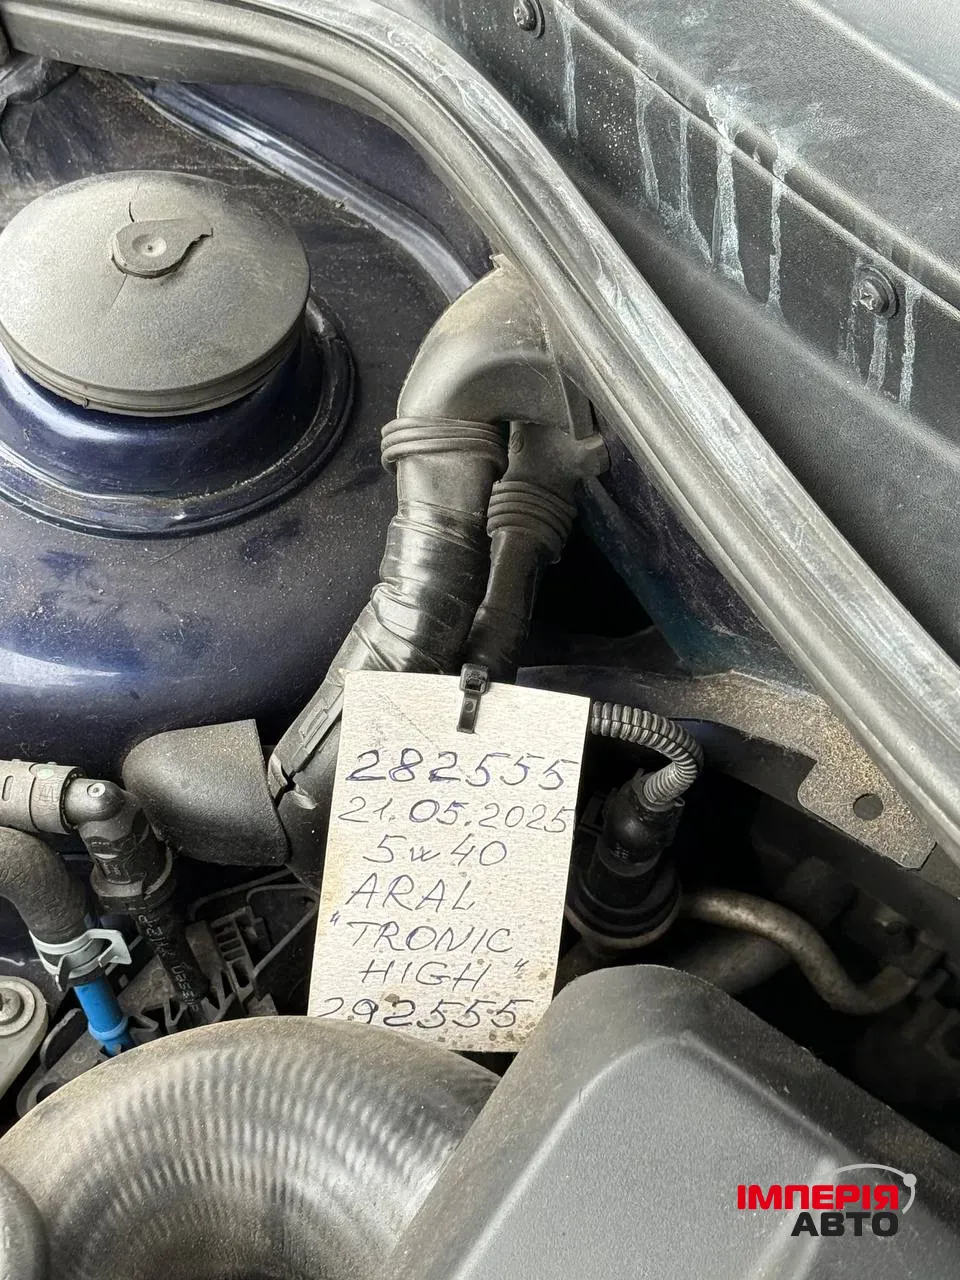 282555
21.05.2025
5w40
ARAL
"TRONIC
HIGH"
292555
ІМПЕРІЯ
АВТО